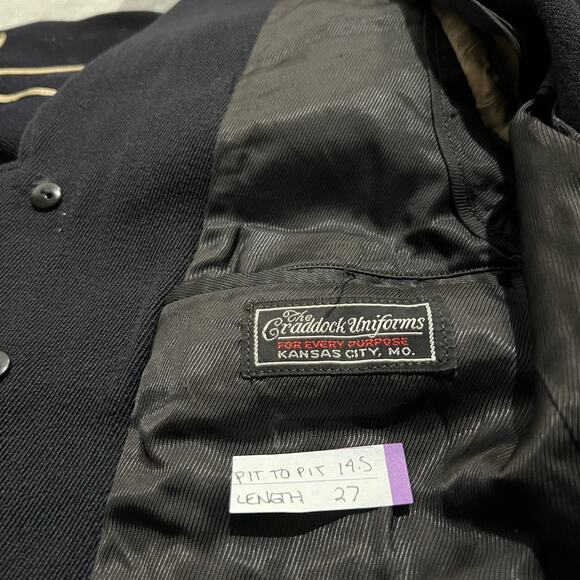 The
Craddock Uniforms
FOR EVERY PURPOSE
KANSAS CITY, MO.
PIT TO PIT 19.5
LENGTH 27